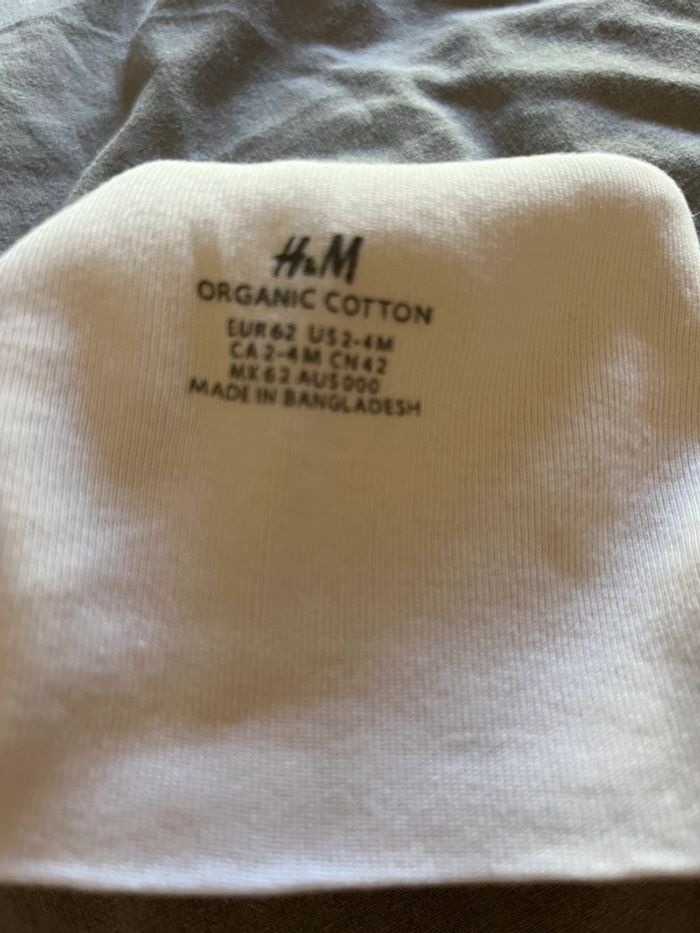 H&M
ORGANIC COTTON
EUR62 US2-4M
CA2-4M CN42
MX62 AUS000
MADE IN BANGLADESH